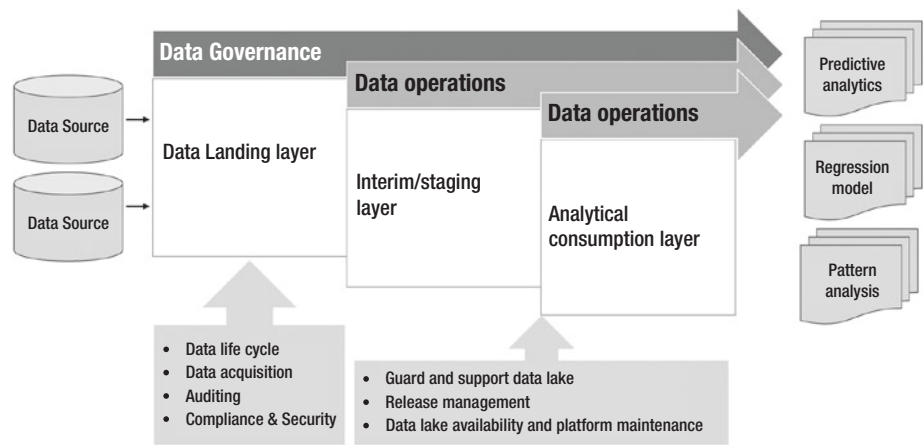 Data Governance
Data operations
Data operations
Data Source
Data Source
Data Landing layer
Interim/staging
layer
Analytical
consumption layer
Predictive
analytics
Regression
model
Pattern
analysis
• Data life cycle
• Data acquisition
• Auditing
• Compliance & Security
• Guard and support data lake
• Release management
• Data lake availability and platform maintenance